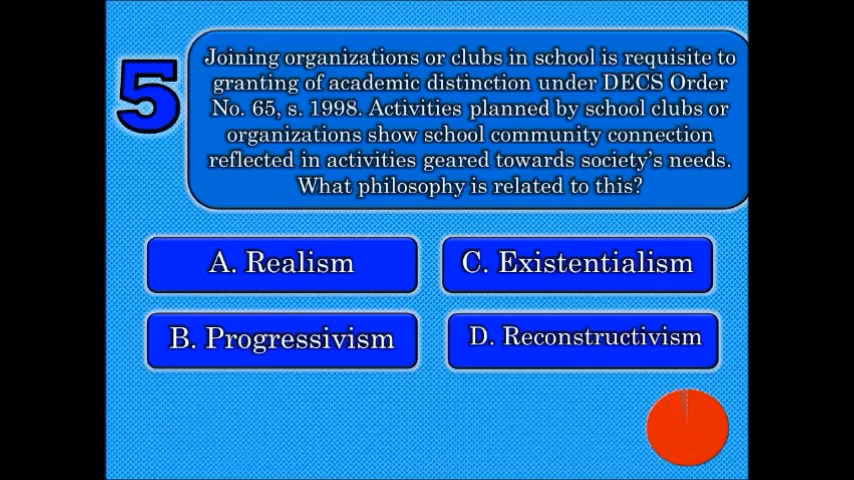 5
Joining organizations or clubs in school is requisite to
granting of academic distinction under DECS Order
No. 65, s. 1998. Activities planned by school clubs or
organizations show school community connection
reflected in activities geared towards society's needs.
What philosophy is related to this?
A. Realism
C. Existentialism
B. Progressivism
D. Reconstructivism